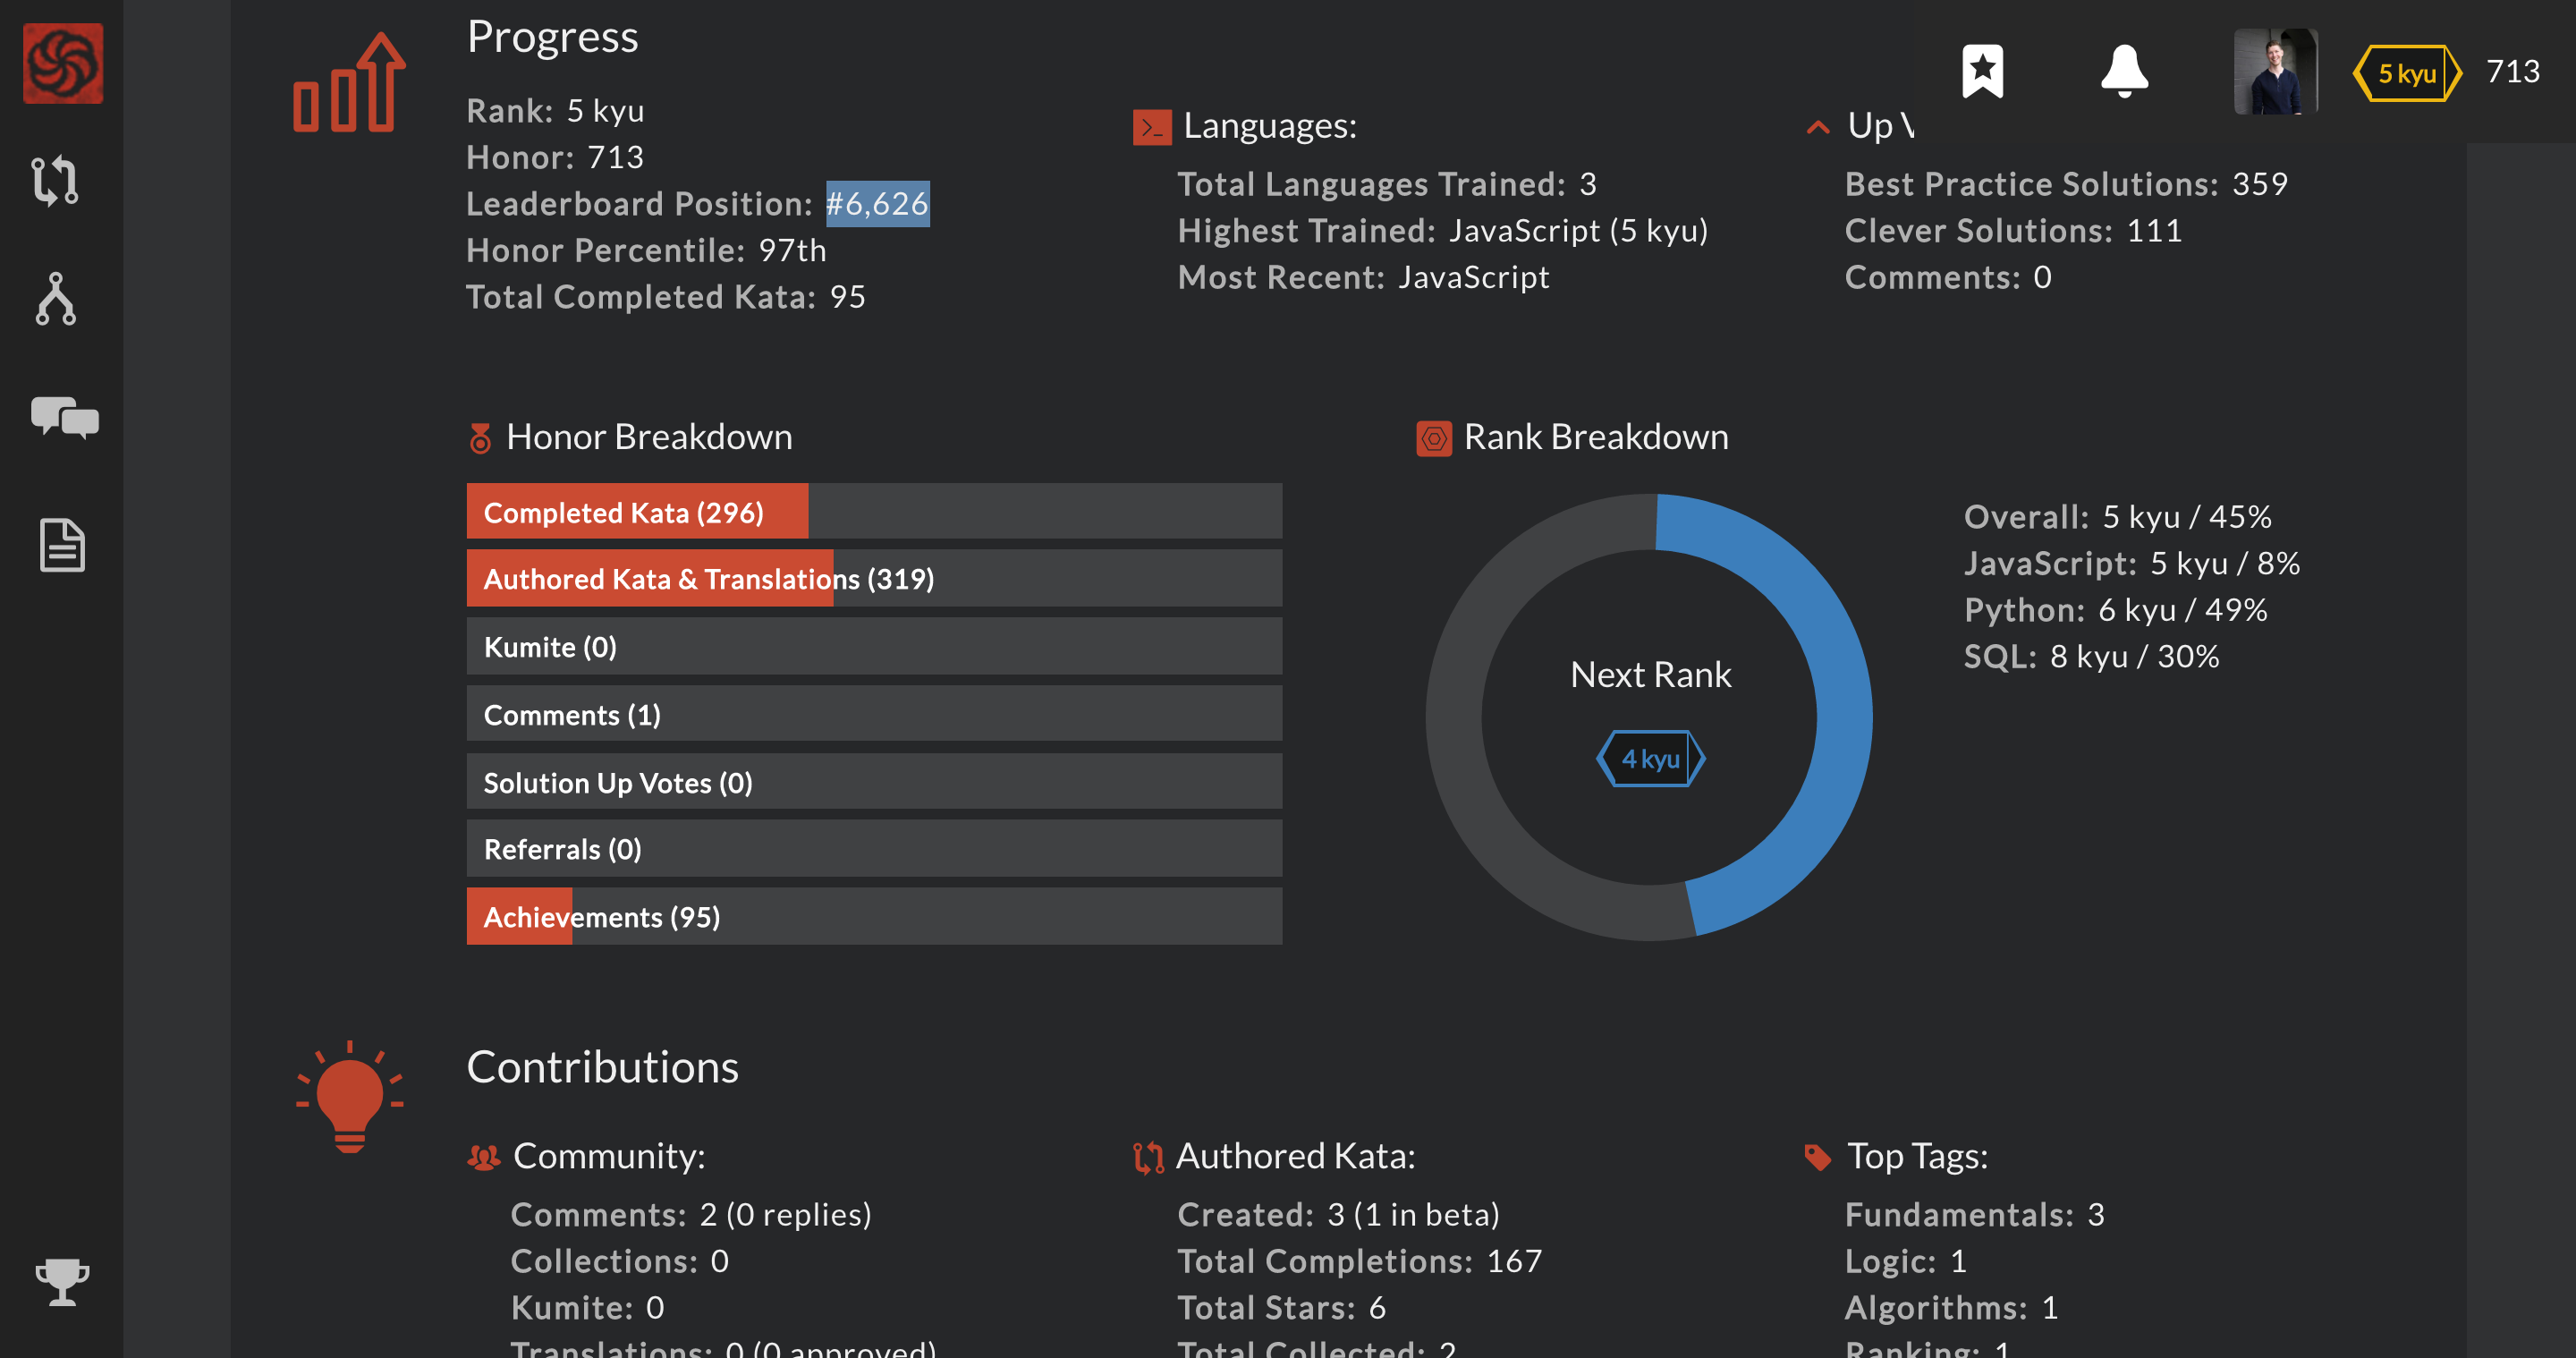 Progress
Rank: 5 kyu
Honor: 713
Leaderboard Position: #6,626
Honor Percentile: 97th
Total Completed Kata: 95
Languages:
Total Languages Trained: 3
Highest Trained: JavaScript (5 kyu)
Most Recent: JavaScript
Up
Best Practice Solutions: 359
Clever Solutions: 111
Comments: 0
5 kyu
713
Honor Breakdown
Completed Kata (296)
Authored Kata & Translations (319)
Kumite (0)
Comments (1)
Solution Up Votes (0)
Referrals (0)
Achievements (95)
Rank Breakdown
Next Rank
4 kyu
Overall: 5 kyu / 45%
JavaScript: 5 kyu / 8%
Python: 6 kyu / 49%
SQL: 8 kyu / 30%
Contributions
Community:
Comments: 2 (0 replies)
Collections: 0
Kumite: 0
Translations: 0 (0 approved)
Authored Kata:
Created: 3 (1 in beta)
Total Completions: 167
Total Stars: 6
Total Collected: 2
Top Tags:
Fundamentals: 3
Logic: 1
Algorithms: 1
Ranking: 1